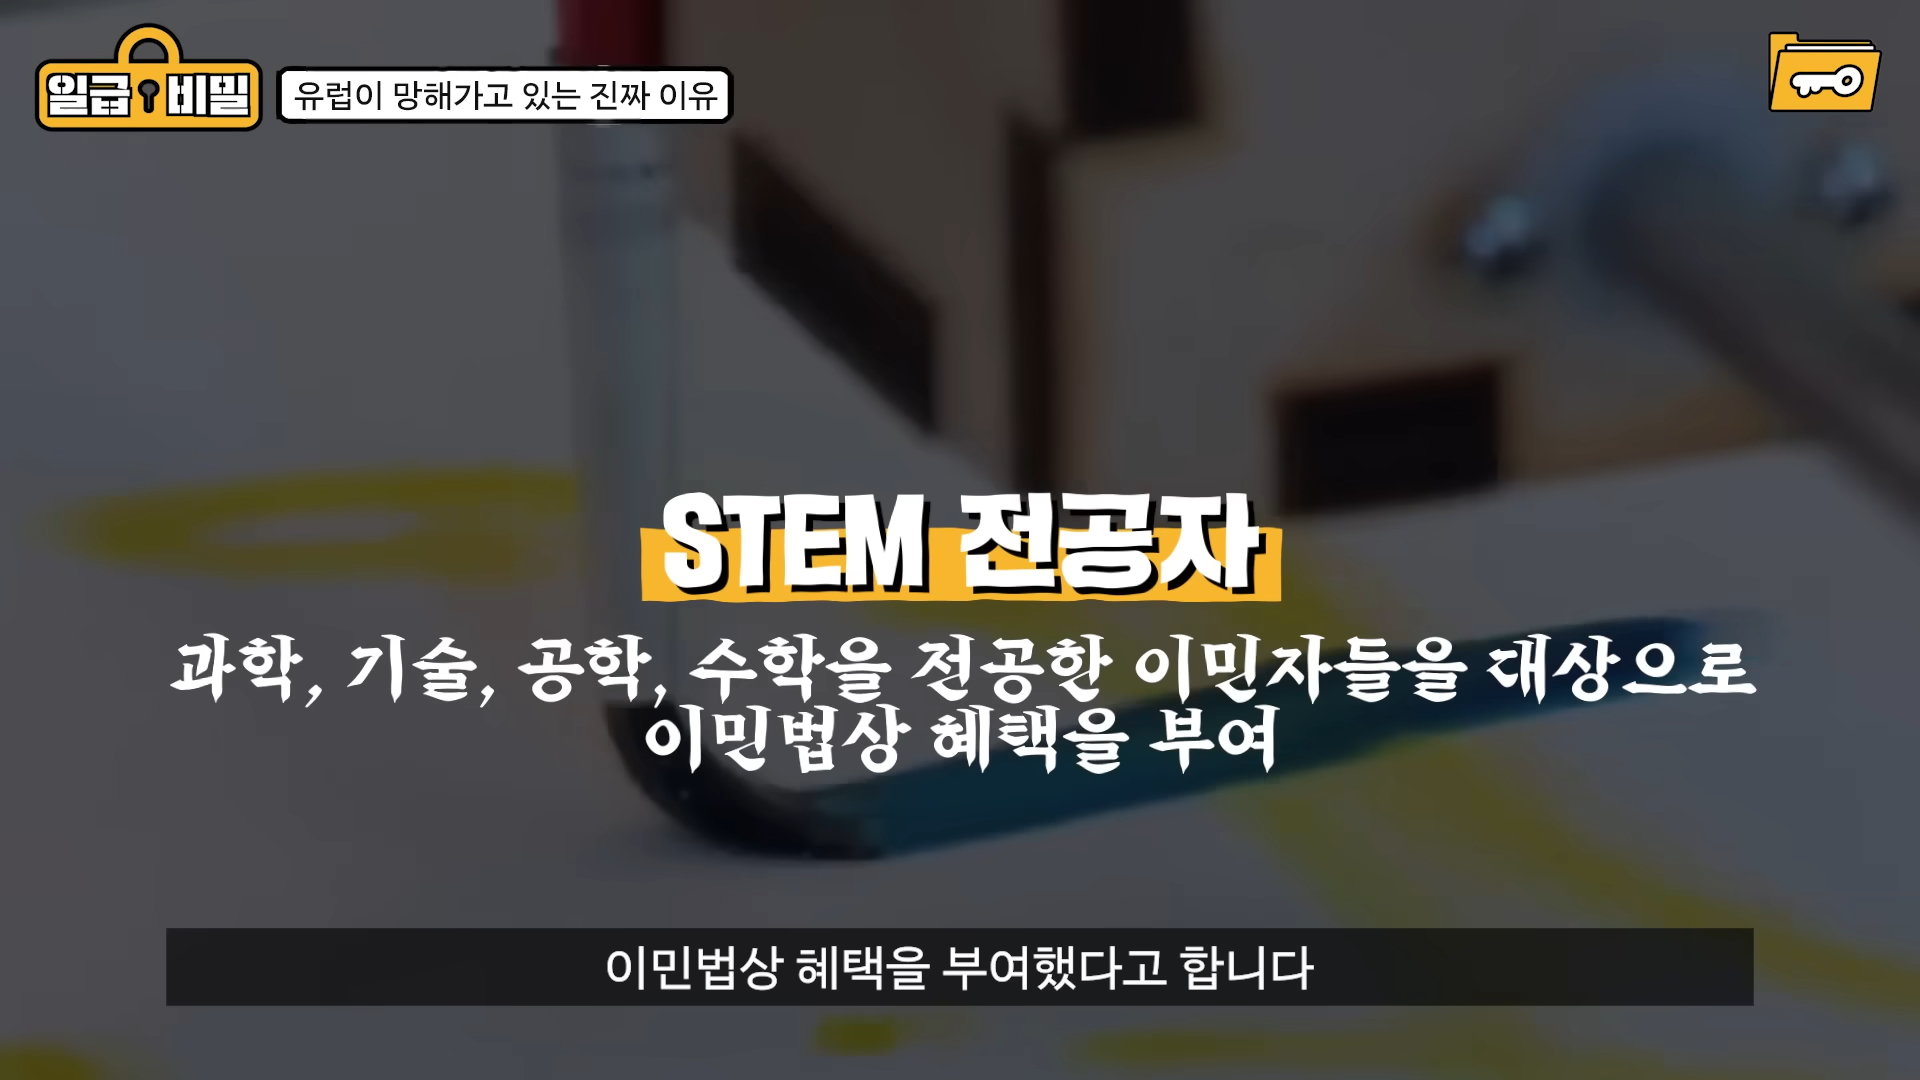 일급비밀
유럽이 망해가고 있는 진짜 이유
STEM 전공자
과학, 기술, 공학, 수학을 전공한 이민자들을 대상으로
이민법상 혜택을 부여
이민법상 혜택을 부여했다고 합니다